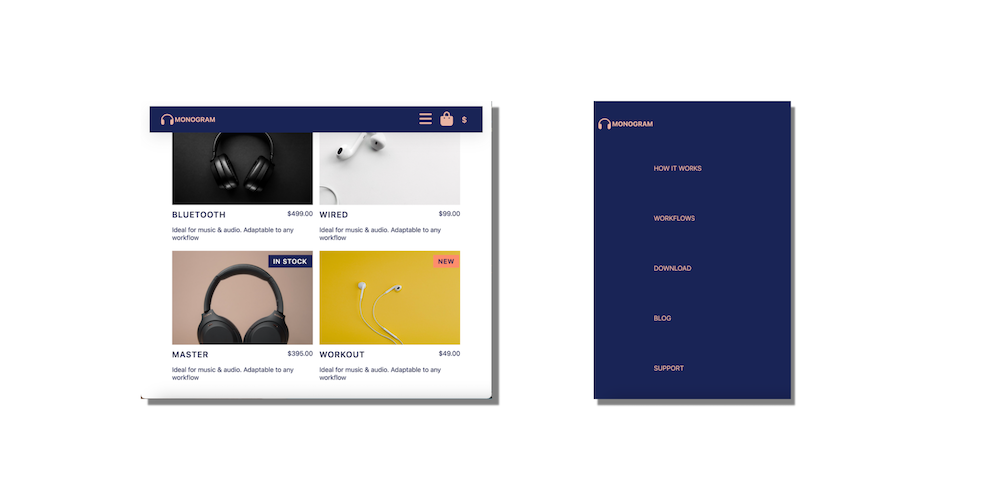 MONOGRAM
$
BLUETOOTH $499.00
Ideal for music & audio. Adaptable to any
workflow
WIRED $99.00
Ideal for music & audio. Adaptable to any
workflow
IN STOCK
MASTER $395.00
Ideal for music & audio. Adaptable to any
workflow
NEW
WORKOUT $49.00
Ideal for music & audio. Adaptable to any
workflow
MONOGRAM
HOW IT WORKS
WORKFLOWS
DOWNLOAD
BLOG
SUPPORT